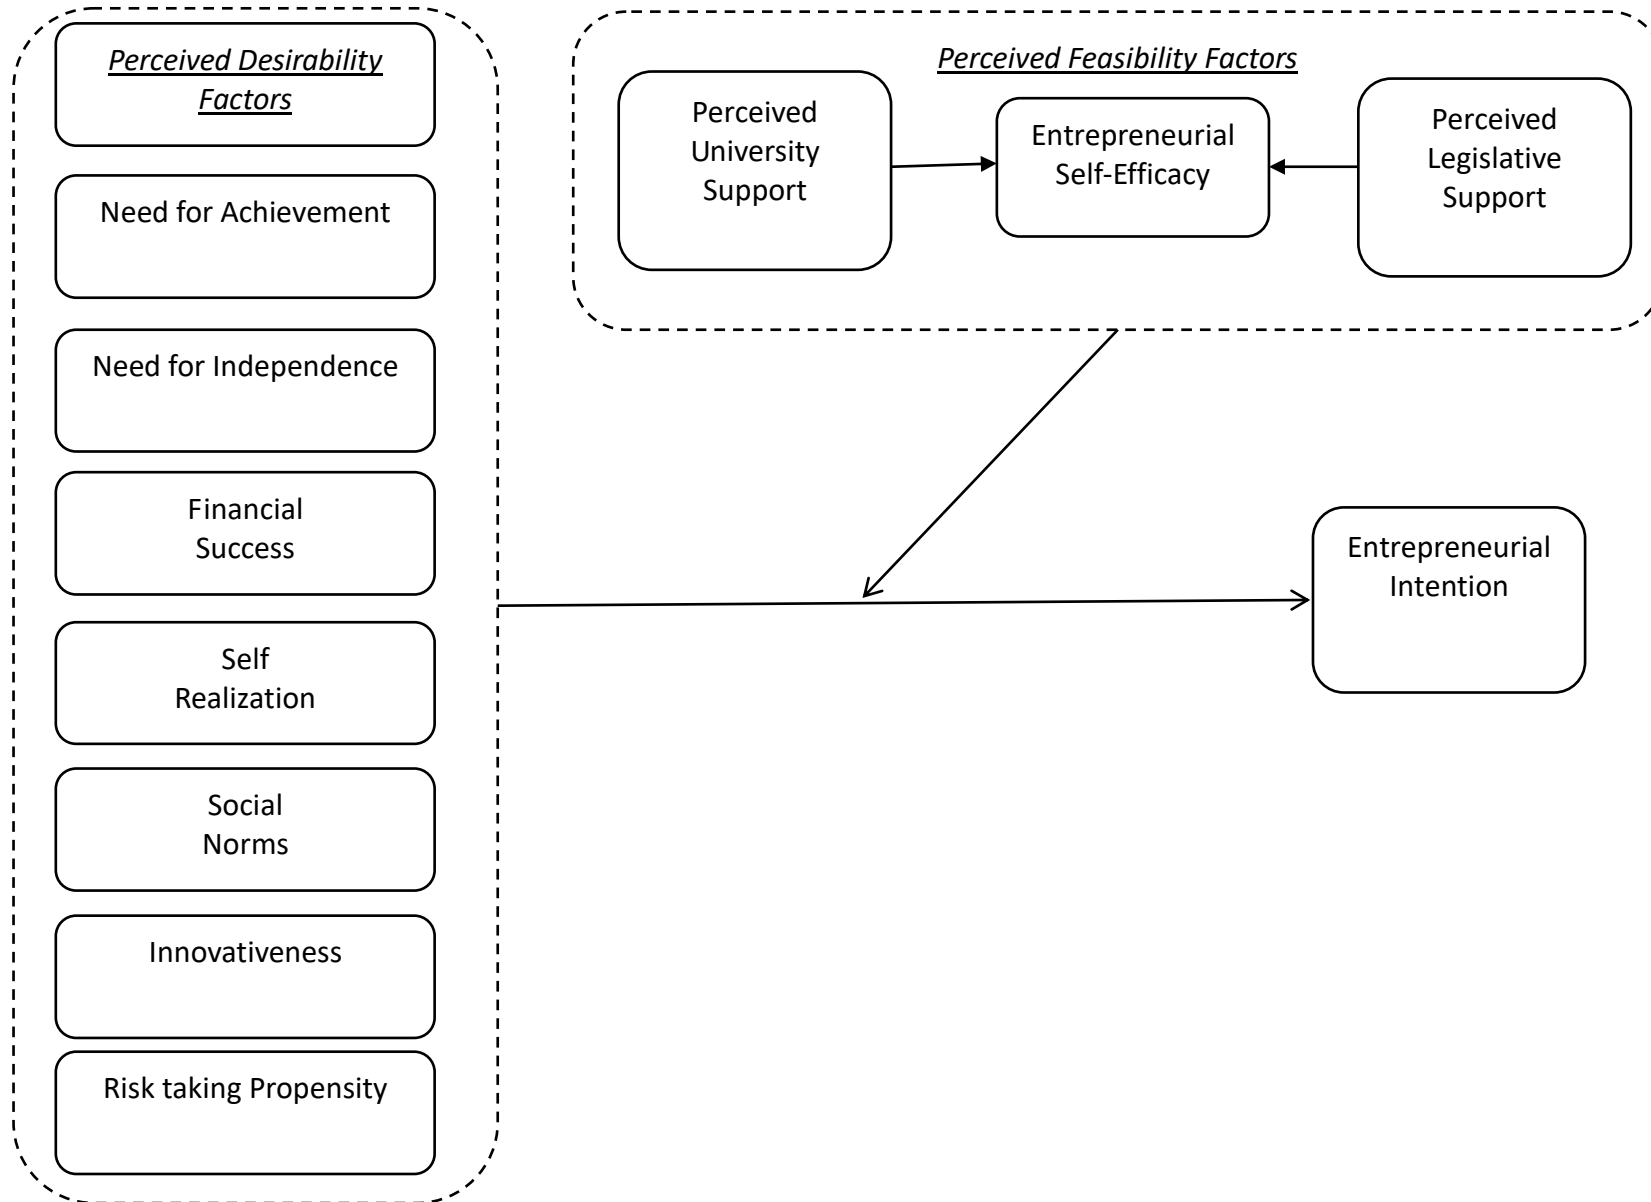 Perceived Desirability
Factors
Need for Achievement
Need for Independence
Financial
Success
Self
Realization
Social
Norms
Innovativeness
Risk taking Propensity
Perceived Feasibility Factors
Perceived
University
Support
Entrepreneurial
Self-Efficacy
Perceived
Legislative
Support
Entrepreneurial
Intention